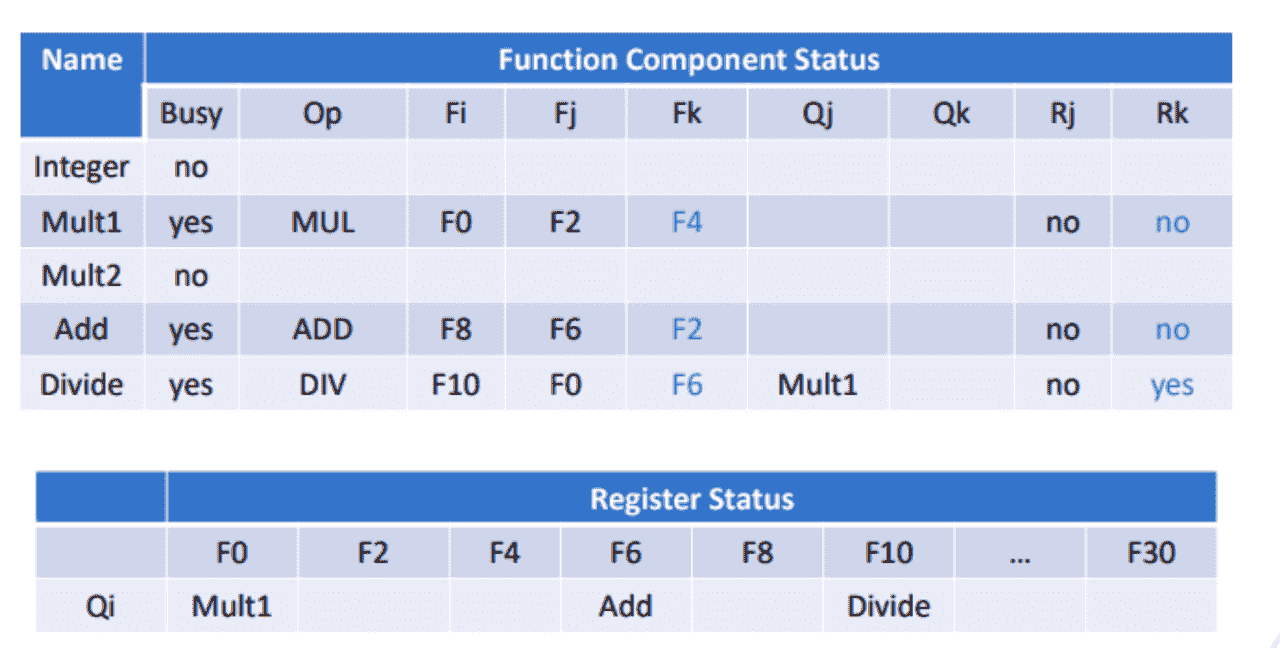 Name Function Component Status
Busy Op Fi Fj Fk Qj Qk Rj Rk
Integer no
Mult1 yes MUL F0 F2 F4 no no
Mult2 no
Add yes ADD F8 F6 F2 no no
Divide yes DIV F10 F0 F6 Mult1 no yes
Register Status
F0 F2 F4 F6 F8 F10 ... F30
Qi Mult1 Add Divide